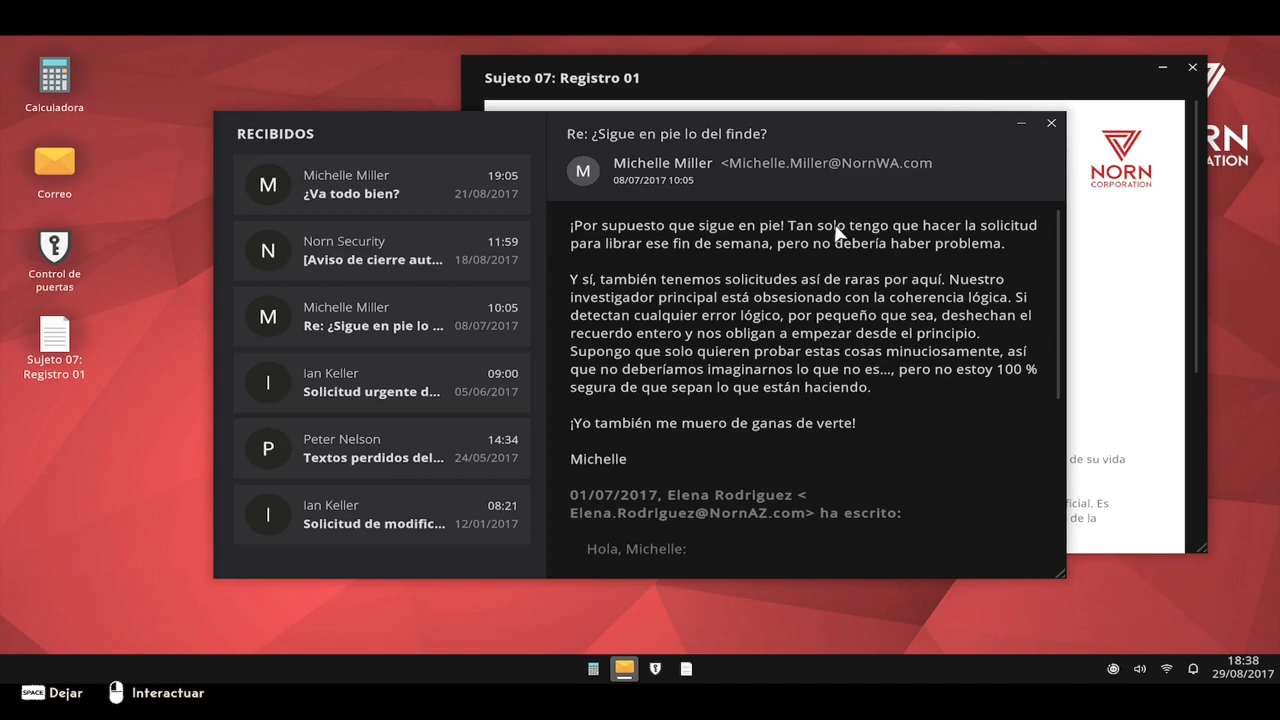 Sujeto 07: Registro 01
Calculadora
Correo
Control de
puertas
Sujeto 07:
Registro 01
RECIBIDOS
M
Michelle Miller
19:05
¿Va todo bien?
21/08/2017
N
Norn Security
11:59
[Aviso de cierre aut...
18/08/2017
M
Michelle Miller
10:05
Re: ¿Sigue en pie lo ...
08/07/2017
I
Ian Keller
09:00
Solicitud urgente d...
05/06/2017
P
Peter Nelson
14:34
Textos perdidos del...
24/05/2017
I
Ian Keller
08:21
Solicitud de modific...
12/01/2017
Re: ¿Sigue en pie lo del finde?
M
Michelle Miller <Michelle.Miller@NornWA.com
08/07/2017 10:05
¡Por supuesto que sigue en pie! Tan solo tengo que hacer la solicitud
para librar ese fin de semana, pero no debería haber problema.
Y sí, también tenemos solicitudes así de raras por aquí. Nuestro
investigador principal está obsesionado con la coherencia lógica. Si
detectan cualquier error lógico, por pequeño que sea, deshechan el
recuerdo entero y nos obligan a empezar desde el principio.
Supongo que solo quieren probar estas cosas minuciosamente, así
que no deberíamos imaginarnos lo que no es..., pero no estoy 100 %
segura de que sepan lo que están haciendo.
¡Yo también me muero de ganas de verte!
Michelle
01/07/2017, Elena Rodriguez <
Elena.Rodriguez@NornAZ.com> ha escrito:
Hola, Michelle:
NORN
CORPORATION
RN
PORATION
de su vida
ficial. Es
de la
18:38
29/08/2017
SPACE Dejar
Interactuar